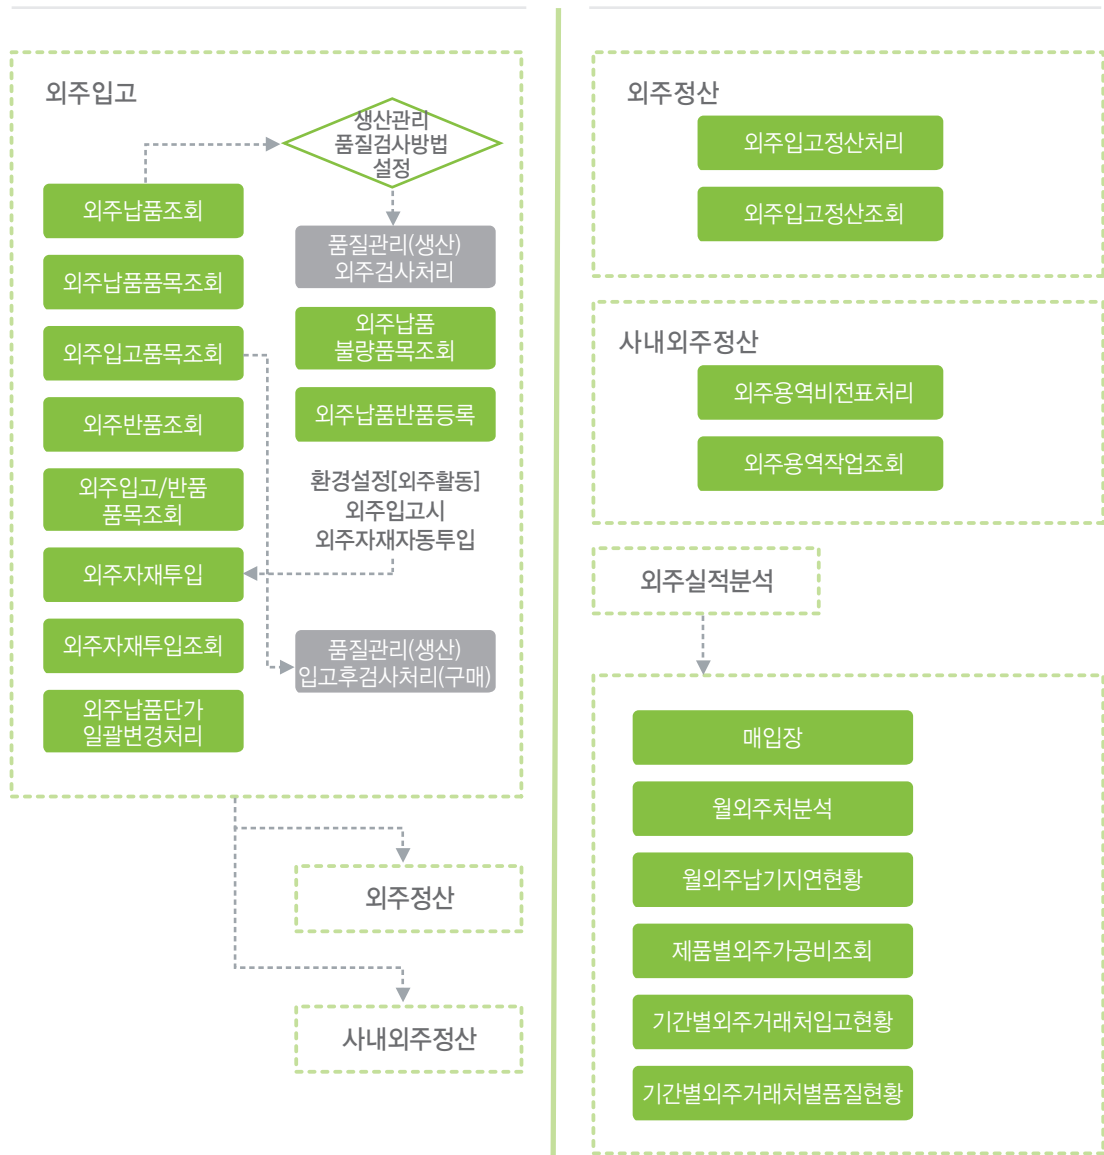 외주입고
생산관리
품질검사방법
설정
외주납품조회
외주납품품목조회
외주입고품목조회
외주반품조회
외주입고/반품
품목조회
외주자재투입
외주자재투입조회
외주납품단가
일괄변경처리
품질관리(생산)
외주검사처리
외주납품
불량품목조회
외주납품반품등록
환경설정[외주활동]
외주입고시
외주자재자동투입
품질관리(생산)
입고후검사처리(구매)
외주정산
사내외주정산
외주정산
외주입고정산처리
외주입고정산조회
사내외주정산
외주용역비전표처리
외주용역작업조회
외주실적분석
매입장
월외주처분석
월외주납기지연현황
제품별외주가공비조회
기간별외주거래처입고현황
기간별외주거래처별품질현황